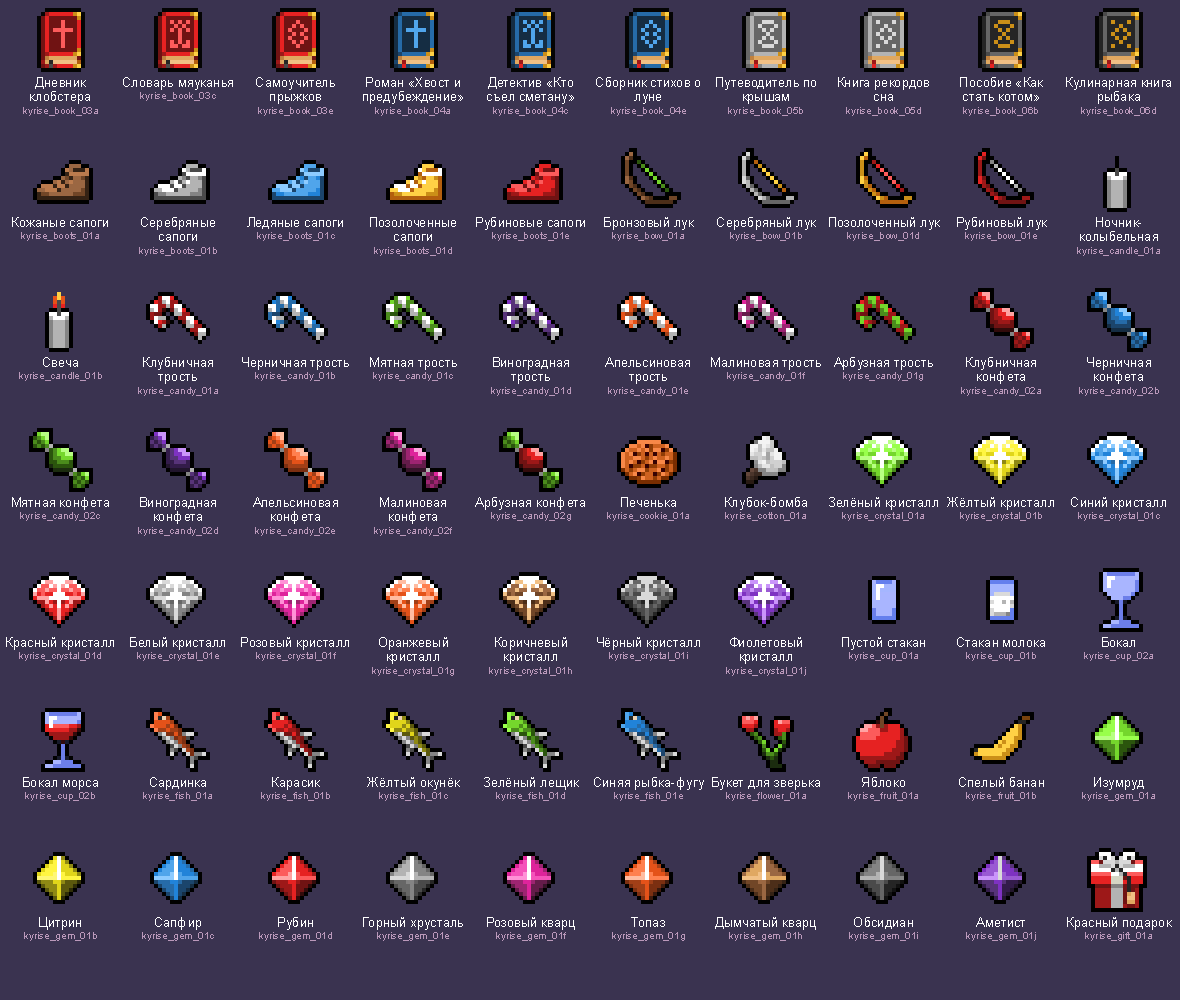 Дневник клобстера
kyrise_book_03a
Словарь мяуканья
kyrise_book_03c
Самоучитель прыжков
kyrise_book_03e
Роман «Хвост и предубеждение»
kyrise_book_04a
Детектив «Кто съел сметану»
kyrise_book_04c
Сборник стихов о луне
kyrise_book_04e
Путеводитель по крышам
kyrise_book_05b
Книга рекордов сна
kyrise_book_05d
Пособие «Как стать котом»
kyrise_book_06b
Кулинарная книга рыбака
kyrise_book_06d
Кожаные сапоги
kyrise_boots_01a
Серебряные сапоги
kyrise_boots_01b
Ледяные сапоги
kyrise_boots_01c
Позолоченные сапоги
kyrise_boots_01d
Рубиновые сапоги
kyrise_boots_01e
Бронзовый лук
kyrise_bow_01a
Серебряный лук
kyrise_bow_01b
Позолоченный лук
kyrise_bow_01d
Рубиновый лук
kyrise_bow_01e
Ночник-колыбельная
kyrise_candle_01a
Свеча
kyrise_candle_01b
Клубничная трость
kyrise_candy_01a
Черничная трость
kyrise_candy_01b
Мятная трость
kyrise_candy_01c
Виноградная трость
kyrise_candy_01d
Апельсиновая трость
kyrise_candy_01e
Малиновая трость
kyrise_candy_01f
Арбузная трость
kyrise_candy_01g
Клубничная конфета
kyrise_candy_02a
Черничная конфета
kyrise_candy_02b
Мятная конфета
kyrise_candy_02c
Виноградная конфета
kyrise_candy_02d
Апельсиновая конфета
kyrise_candy_02e
Малиновая конфета
kyrise_candy_02f
Арбузная конфета
kyrise_candy_02g
Печенька
kyrise_cookie_01a
Клубок-бомба
kyrise_cotton_01a
Зелёный кристалл
kyrise_crystal_01a
Жёлтый кристалл
kyrise_crystal_01b
Синий кристалл
kyrise_crystal_01c
Красный кристалл
kyrise_crystal_01d
Белый кристалл
kyrise_crystal_01e
Розовый кристалл
kyrise_crystal_01f
Оранжевый кристалл
kyrise_crystal_01g
Коричневый кристалл
kyrise_crystal_01h
Чёрный кристалл
kyrise_crystal_01i
Фиолетовый кристалл
kyrise_crystal_01j
Пустой стакан
kyrise_cup_01a
Стакан молока
kyrise_cup_01b
Бокал
kyrise_cup_02a
Бокал морса
kyrise_cup_02b
Сардинка
kyrise_fish_01a
Карасик
kyrise_fish_01b
Жёлтый окунёк
kyrise_fish_01c
Зелёный лещик
kyrise_fish_01d
Синяя рыбка-фугу
kyrise_fish_01e
Букет для зверька
kyrise_flower_01a
Яблоко
kyrise_fruit_01a
Спелый банан
kyrise_fruit_01b
Изумруд
kyrise_gem_01a
Цитрин
kyrise_gem_01b
Сапфир
kyrise_gem_01c
Рубин
kyrise_gem_01d
Горный хрусталь
kyrise_gem_01e
Розовый кварц
kyrise_gem_01f
Топаз
kyrise_gem_01g
Дымчатый кварц
kyrise_gem_01h
Обсидиан
kyrise_gem_01i
Аметист
kyrise_gem_01j
Красный подарок
kyrise_gift_01a